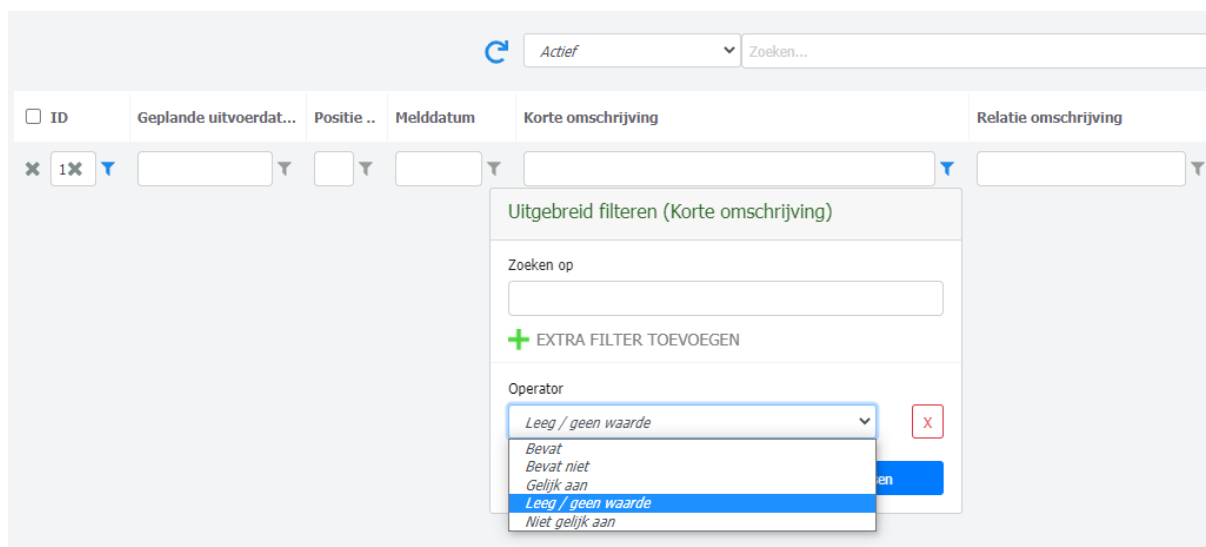 Actief Zoeken...
ID Geplande uitvoerdat... Positie .. Melddatum Korte omschrijving Relatie omschrijving
1
Uitgebreid filteren (Korte omschrijving)
Zoeken op
EXTRA FILTER TOEVOEGEN
Operator
Leeg / geen waarde X
Bevat
Bevat niet
Gelijk aan
Leeg / geen waarde
Niet gelijk aan